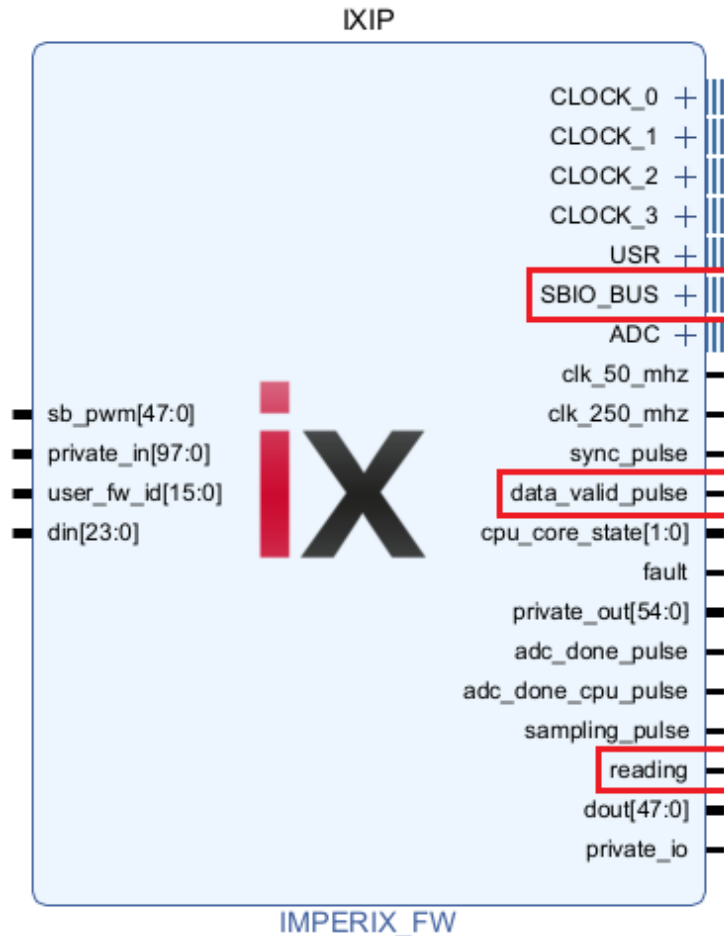 IXIP
CLOCK_0
CLOCK_1
CLOCK_2
CLOCK_3
USR
SBIO_BUS
ADC
clk_50_mhz
clk_250_mhz
sync_pulse
data_valid_pulse
cpu_core_state[1:0]
fault
private_out[54:0]
adc_done_pulse
adc_done_cpu_pulse
sampling_pulse
reading
dout[47:0]
private_io
sb_pwm[47:0]
private_in[97:0]
user_fw_id[15:0]
din[23:0]
ix
IMPERIX_FW